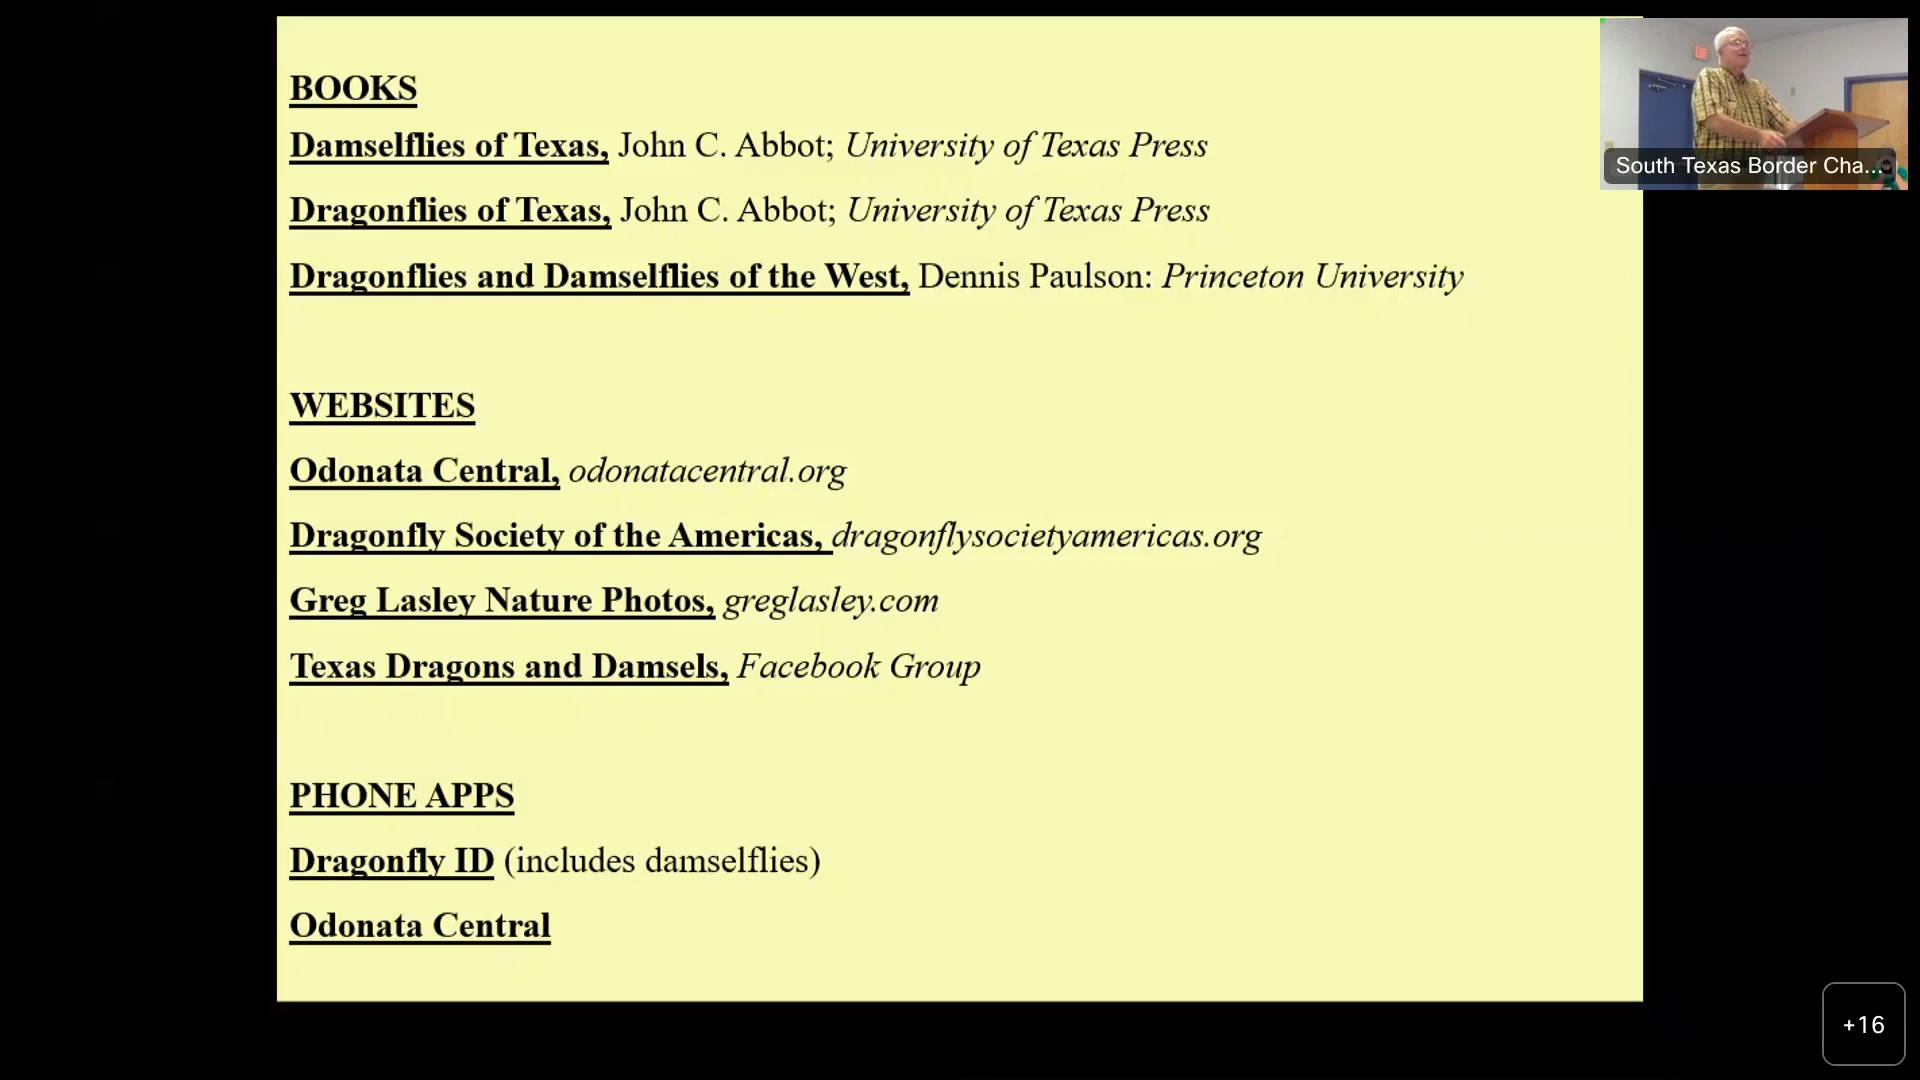 BOOKS
Damselflies of Texas, John C. Abbot; University of Texas Press
Dragonflies of Texas, John C. Abbot; University of Texas Press
Dragonflies and Damselflies of the West, Dennis Paulson: Princeton University
WEBSITES
Odonata Central, odonatacentral.org
Dragonfly Society of the Americas, dragonflysocietyamericas.org
Greg Lasley Nature Photos, greglasley.com
Texas Dragons and Damsels, Facebook Group
PHONE APPS
Dragonfly ID (includes damselflies)
Odonata Central
South Texas Border Cha...
+16